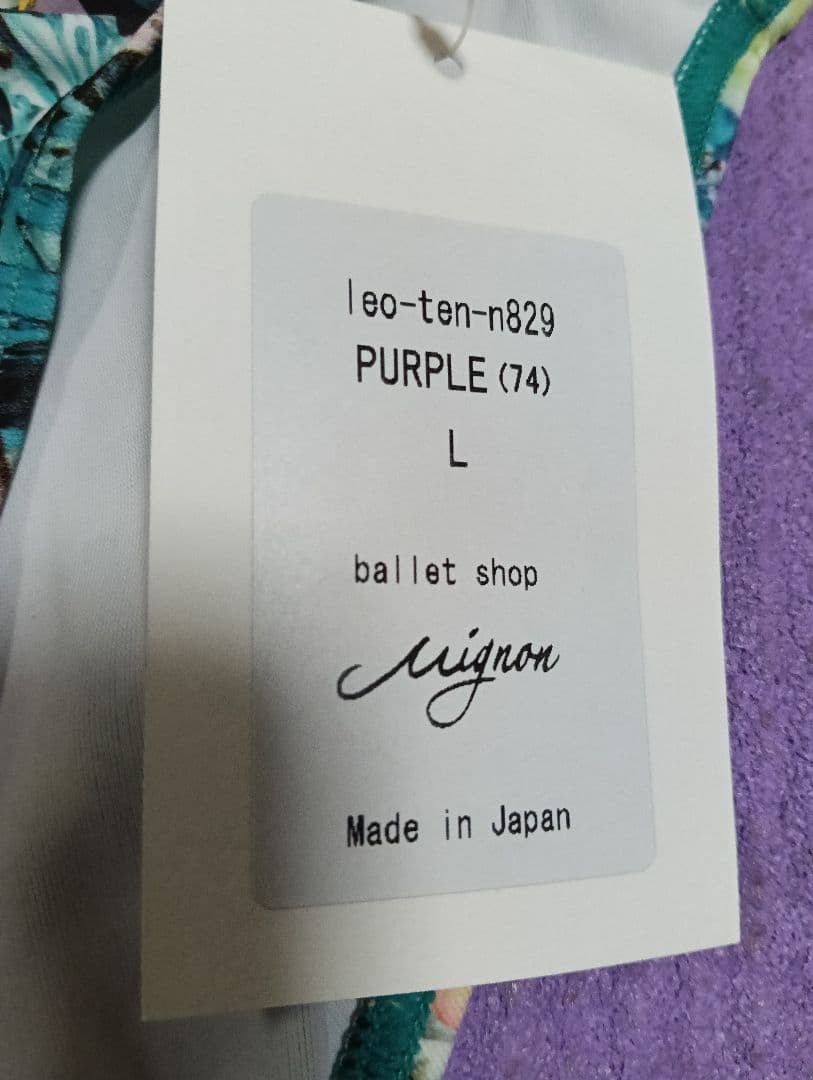 leo-ten-n829
PURPLE (74)
L
ballet shop
Mignon
Made in Japan